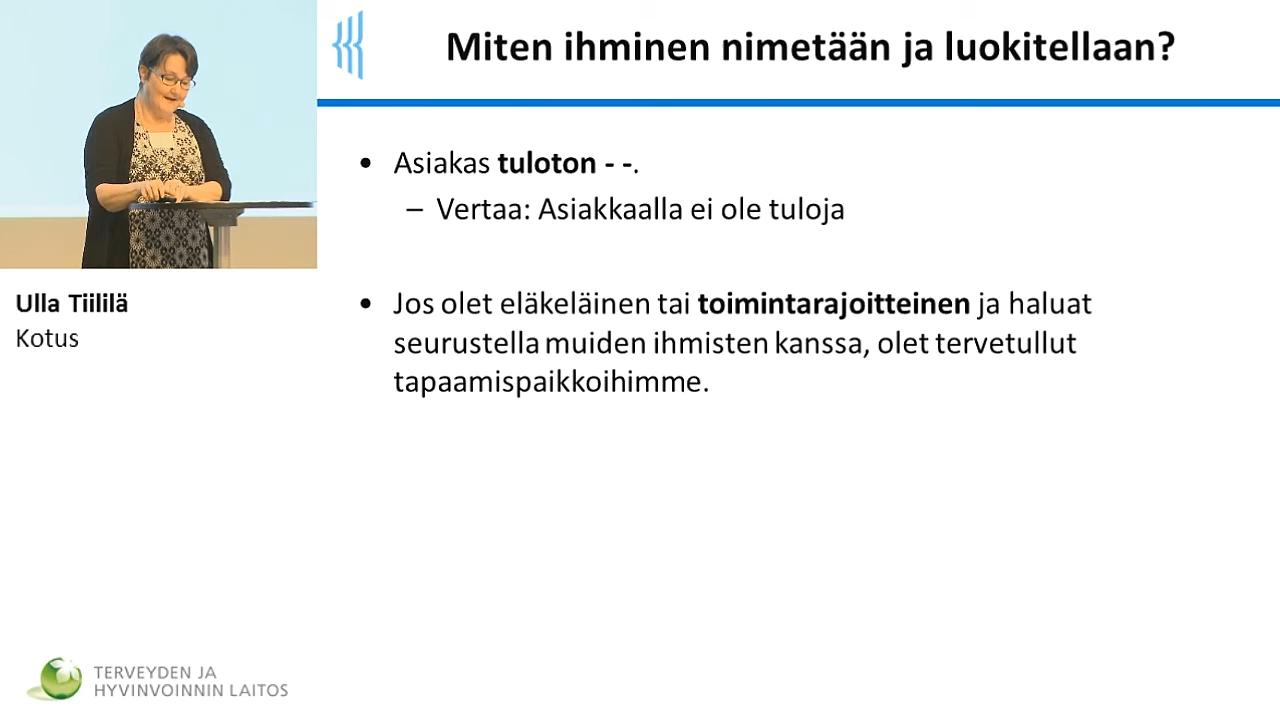 Miten ihminen nimetään ja luokitellaan?
• Asiakas tuloton - -.
– Vertaa: Asiakkaalla ei ole tuloja
• Jos olet eläkeläinen tai toimintarajoitteinen ja haluat
seurustella muiden ihmisten kanssa, olet tervetullut
tapaamispaikkoihimme.
Ulla Tiililä
Kotus
TERVEYDEN JA
HYVINVOINNIN LAITOS